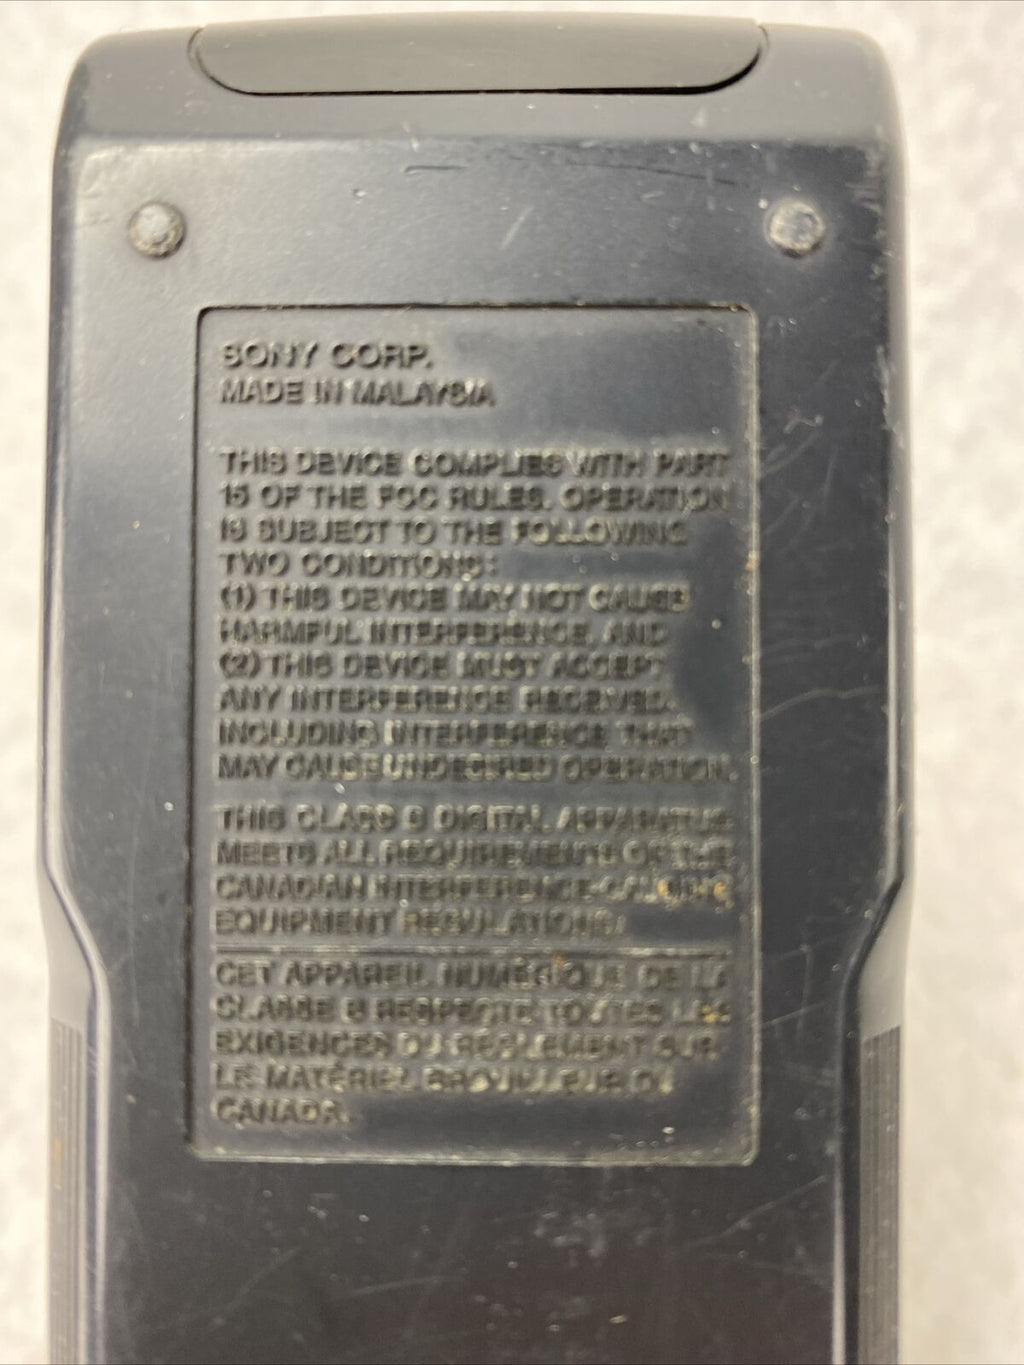 SONY CORP.
MADE IN MALAYSIA
THIS DEVICE COMPLIES WITH PART
15 OF THE FCC RULES. OPERATION
IS SUBJECT TO THE FOLLOWING
TWO CONDITIONS:
(1) THIS DEVICE MAY NOT CAUSE
HARMFUL INTERFERENCE, AND
(2) THIS DEVICE MUST ACCEPT
ANY INTERFERENCE RECEIVED,
INCLUDING INTERFERENCE THAT
MAY CAUSE UNDESIRED OPERATION.
THIS CLASS B DIGITAL APPARATUS
MEETS ALL REQUIREMENTS OF THE
CANADIAN INTERFERENCE-CAUSING
EQUIPMENT REGULATIONS.
CET APPAREIL NUMÉRIQUE DE LA
CLASSE B RESPECTE TOUTES LES
EXIGENCES DU RÈGLEMENT SUR
LE MATÉRIEL BROUILLEUR DU
CANADA.